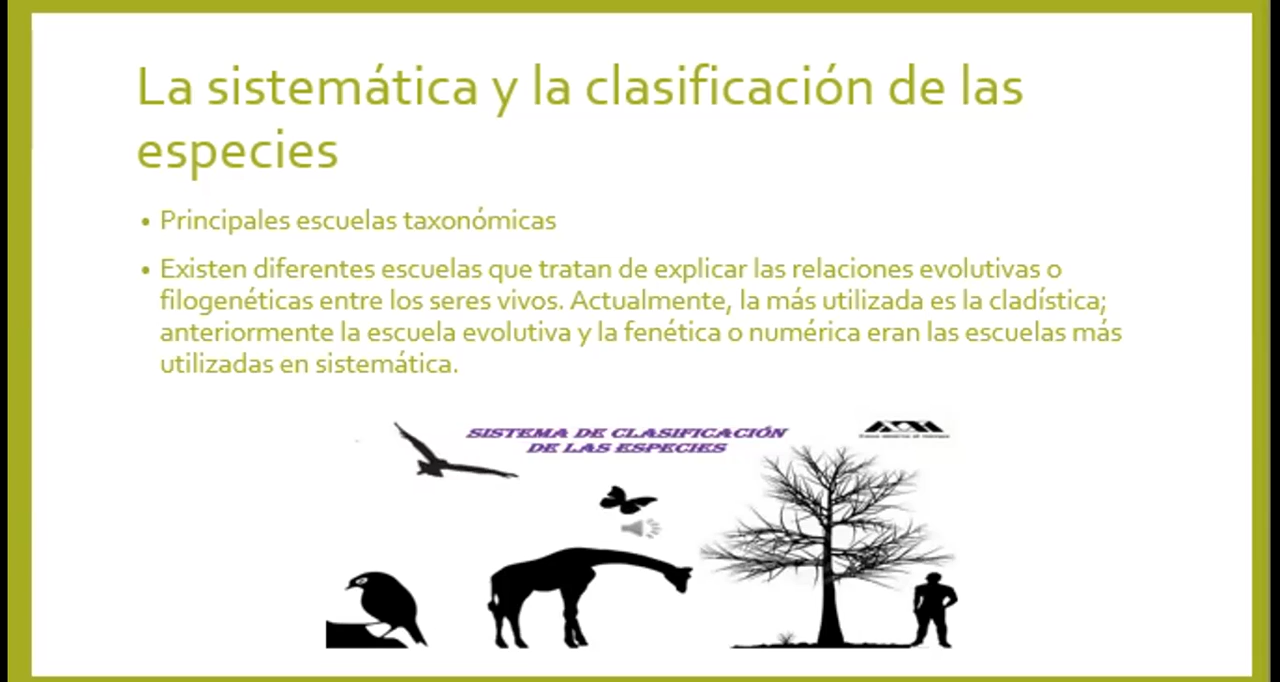 La sistemática y la clasificación de las
especies
• Principales escuelas taxonómicas
• Existen diferentes escuelas que tratan de explicar las relaciones evolutivas o
filogenéticas entre los seres vivos. Actualmente, la más utilizada es la cladística;
anteriormente la escuela evolutiva y la fenética o numérica eran las escuelas más
utilizadas en sistemática.
SISTEMA DE CLASIFICACIÓN
DE LAS ESPECIES